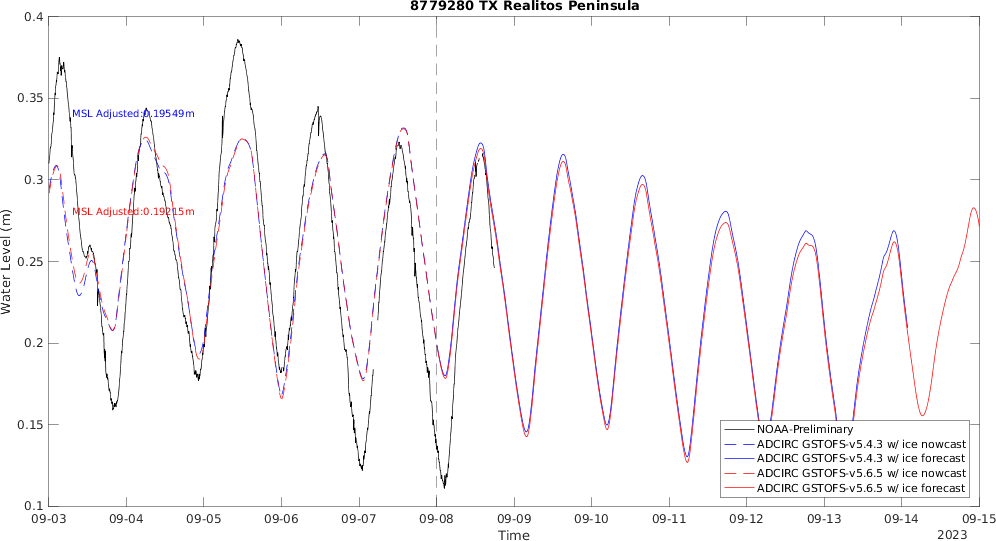 8779280 TX Realitos Peninsula
Water Level (m)
0.4
0.35
0.3
0.25
0.2
0.15
0.1
MSL Adjusted:0.19549m
MSL Adjusted:0.19215m
NOAA-Preliminary
ADCIRC GSTOFS-v5.4.3 w/ ice nowcast
ADCIRC GSTOFS-v5.4.3 w/ ice forecast
ADCIRC GSTOFS-v5.6.5 w/ ice nowcast
ADCIRC GSTOFS-v5.6.5 w/ ice forecast
09-03 09-04 09-05 09-06 09-07 09-08 09-09 09-10 09-11 09-12 09-13 09-14 09-15
Time
2023